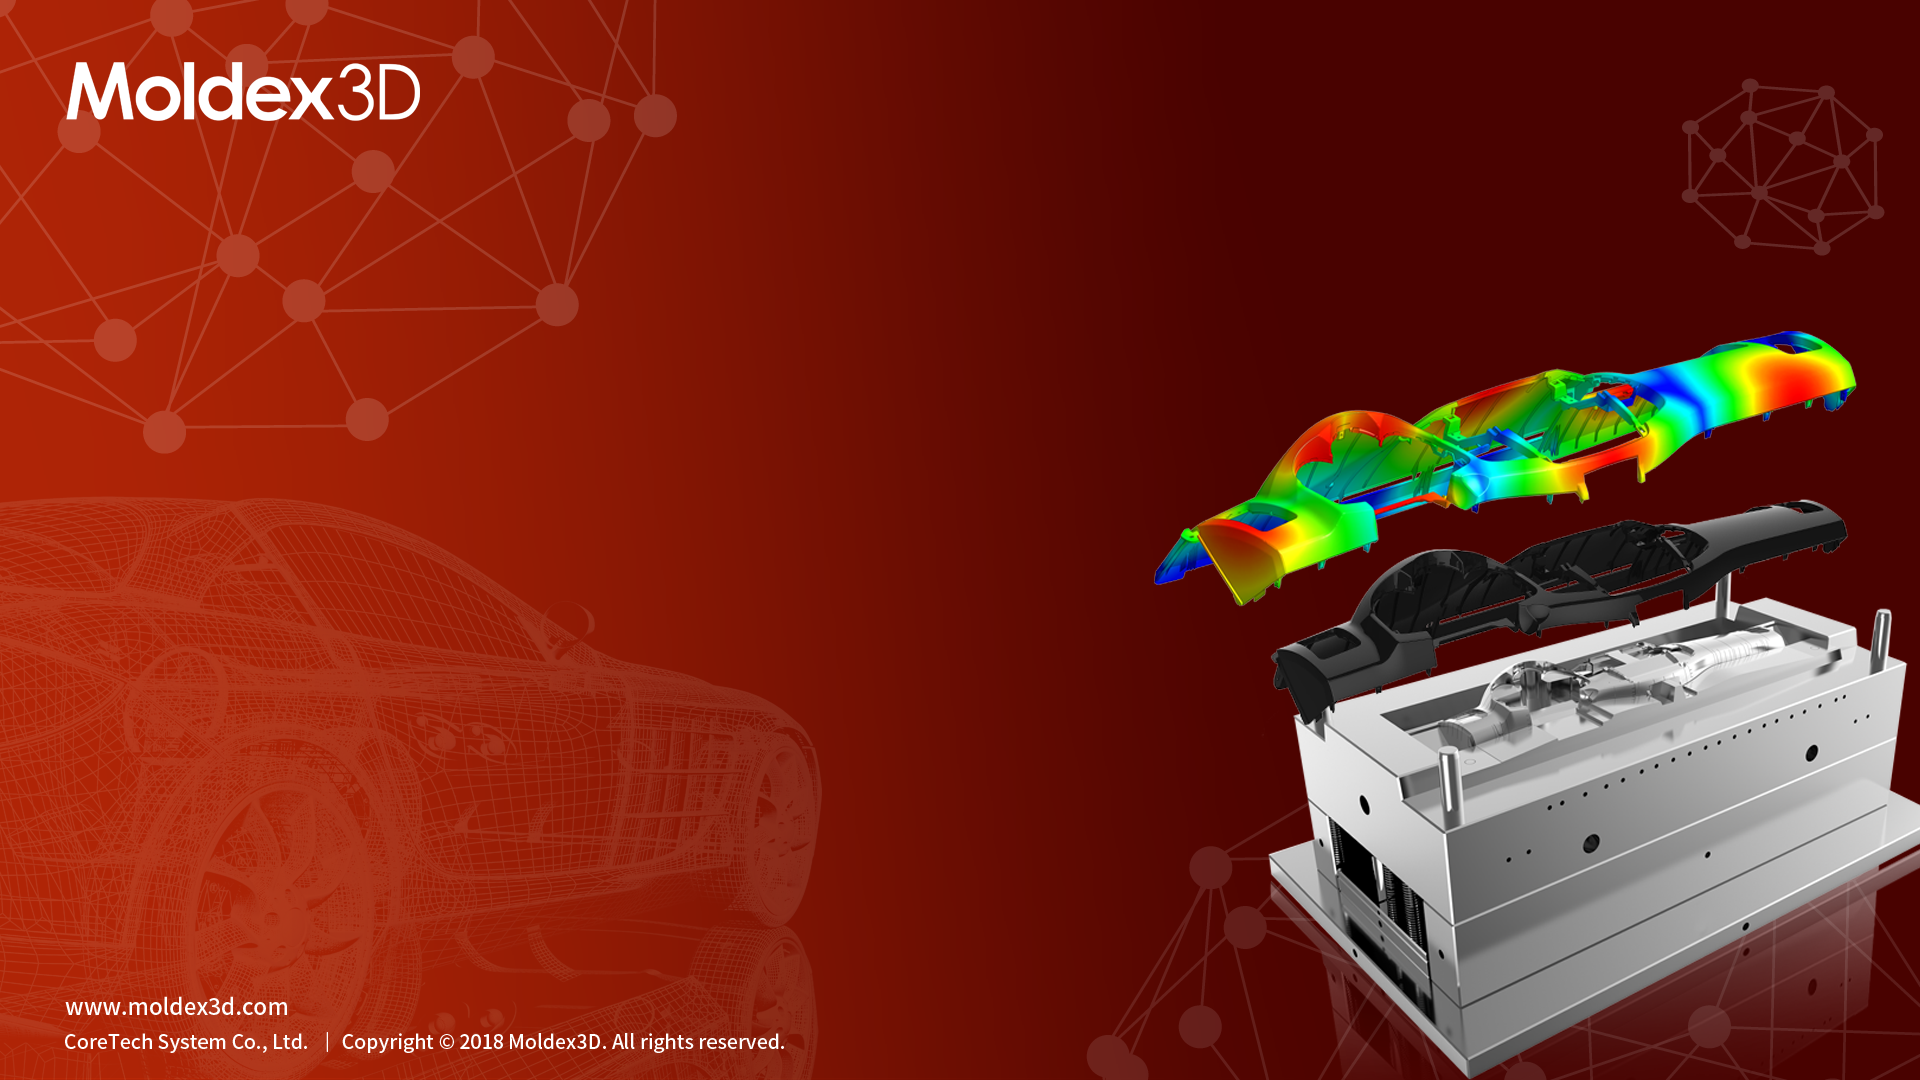 Moldex3D
www.moldex3d.com
CoreTech System Co., Ltd. | Copyright © 2018 Moldex3D. All rights reserved.